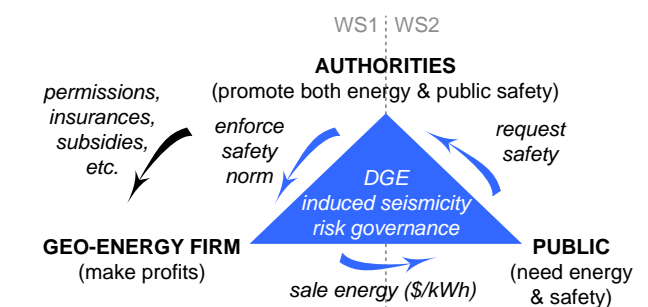 WS1 WS2
AUTHORITIES
(promote both energy & public safety)
permissions,
insurances,
subsidies,
etc.
enforce
safety
norm
request
safety
DGE
induced seismicity
risk governance
GEO-ENERGY FIRM
(make profits)
PUBLIC
(need energy
& safety)
sale energy ($/kWh)